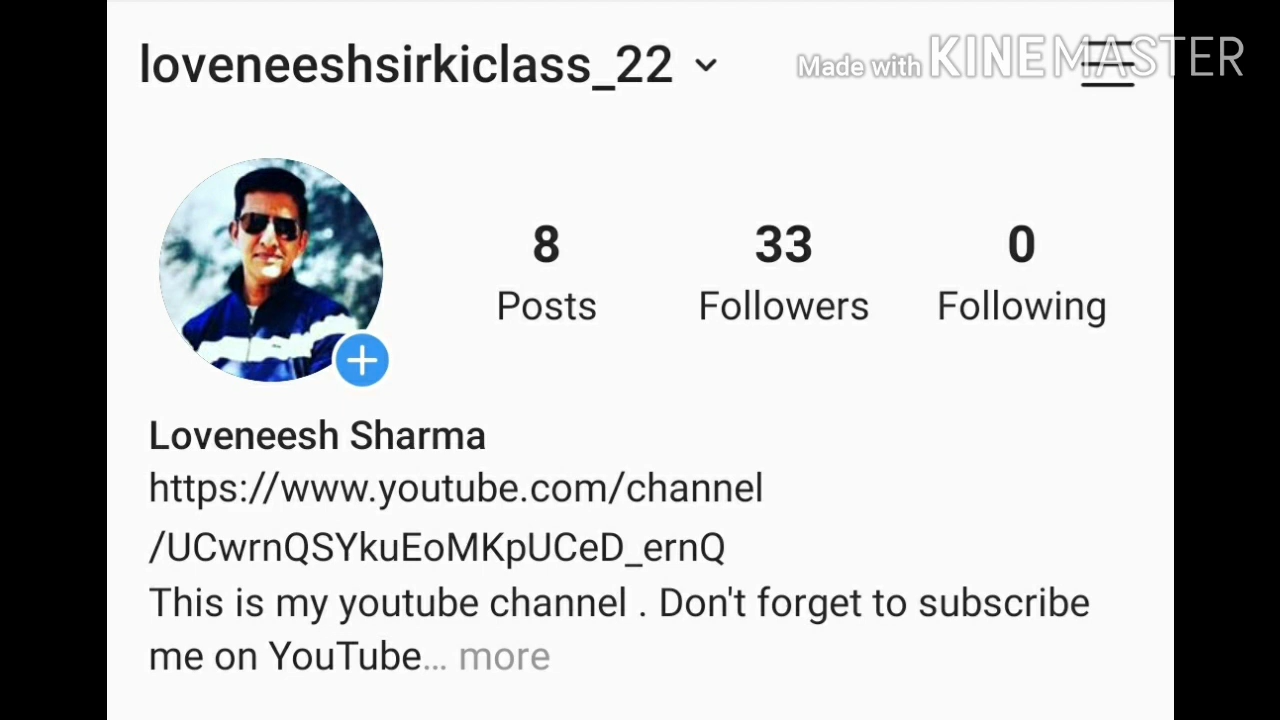 loveneeshsirkiclass_22
Made with KINEMASTER
8 33 0
Posts Followers Following
Loveneesh Sharma
https://www.youtube.com/channel
/UCwrnQSYkuEoMKpUCeD_ernQ
This is my youtube channel . Don't forget to subscribe
me on YouTube... more